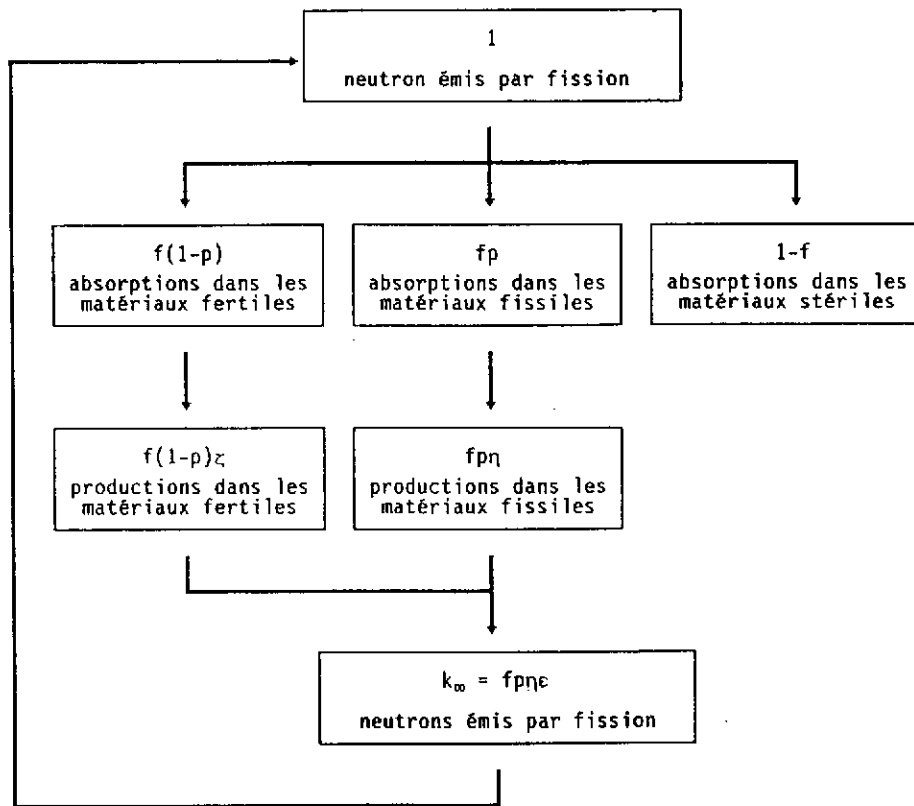 1
neutron émis par fission
f(1-p)
absorptions dans les
matériaux fertiles
fp
absorptions dans les
matériaux fissiles
1-f
absorptions dans les
matériaux stériles
f(1-p)ζ
productions dans les
matériaux fertiles
fpη
productions dans les
matériaux fissiles
k∞ = fpηε
neutrons émis par fission